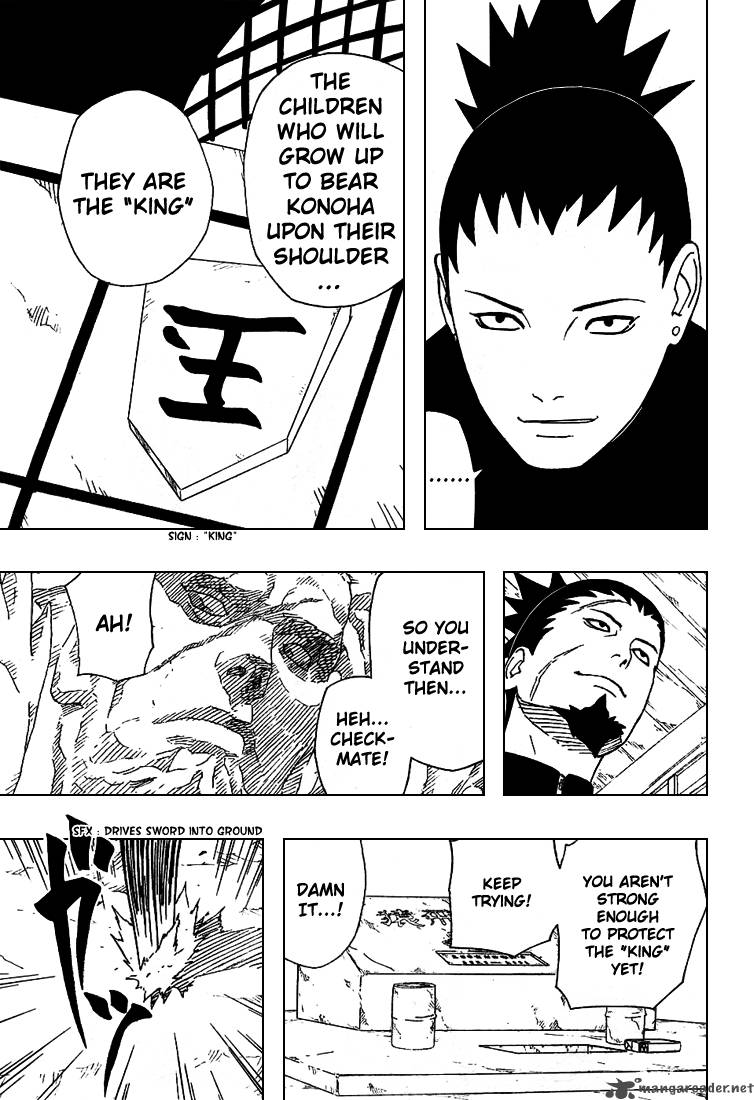 THE
CHILDREN
WHO WILL
GROW UP
TO BEAR
KONOHA
UPON THEIR
SHOULDER
...
THEY ARE
THE "KING"
王
SIGN : "KING"
.......
SO YOU
UNDER-
STAND
THEN...
HEH...
CHECK-
MATE!
AH!
YOU AREN'T
STRONG
ENOUGH
TO PROTECT
THE "KING"
YET!
KEEP
TRYING!
DAMN
IT...!
SFX : DRIVES SWORD INTO GROUND
mangareader.net